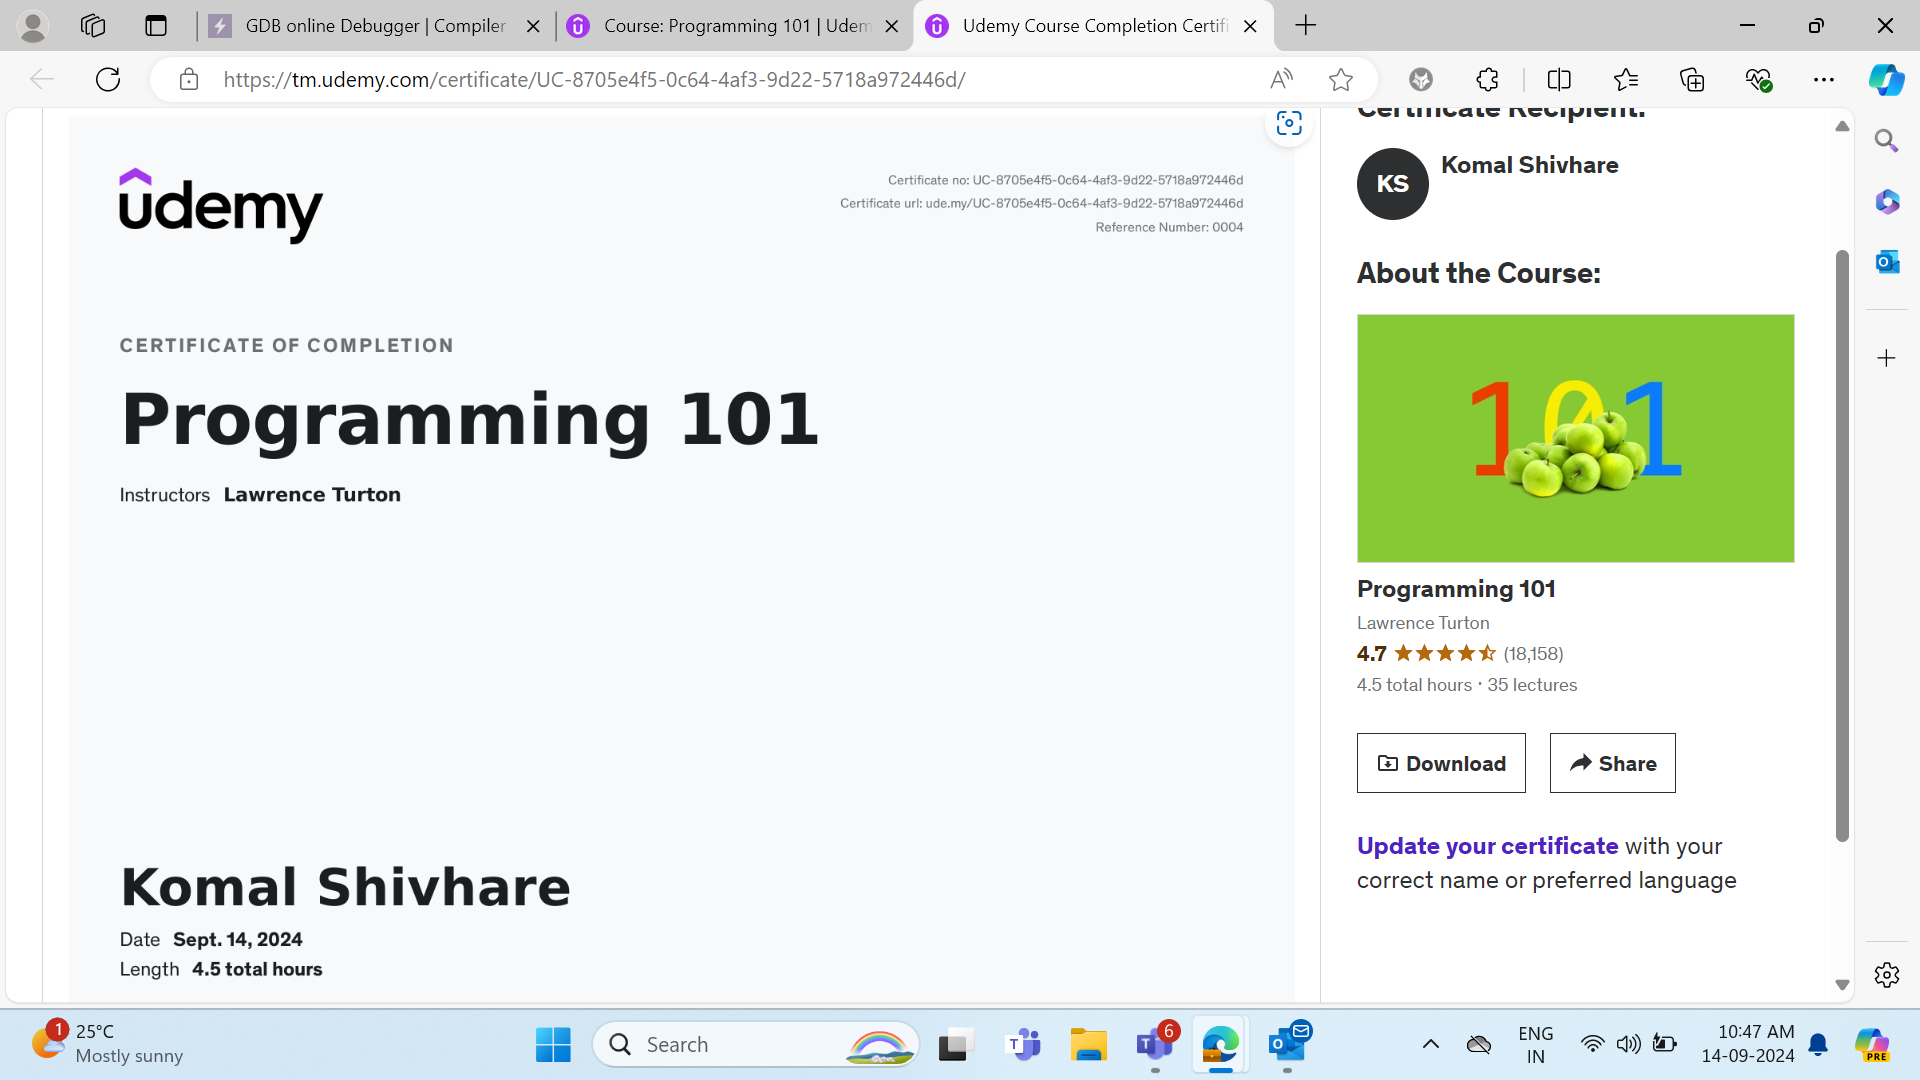 GDB online Debugger | Compiler
Course: Programming 101 | Udem
Udemy Course Completion Certifi
https://tm.udemy.com/certificate/UC-8705e4f5-0c64-4af3-9d22-5718a972446d/
udemy
Certificate no: UC-8705e4f5-0c64-4af3-9d22-5718a972446d
Certificate url: ude.my/UC-8705e4f5-0c64-4af3-9d22-5718a972446d
Reference Number: 0004
CERTIFICATE OF COMPLETION
Programming 101
Instructors Lawrence Turton
Komal Shivhare
Date Sept. 14, 2024
Length 4.5 total hours
Certificate Recipient:
KS
Komal Shivhare
About the Course:
101
Programming 101
Lawrence Turton
4.7 (18,158)
4.5 total hours · 35 lectures
Download
Share
Update your certificate with your
correct name or preferred language
1
25°C
Mostly sunny
Search
6
ENG
IN
10:47 AM
14-09-2024
PRE